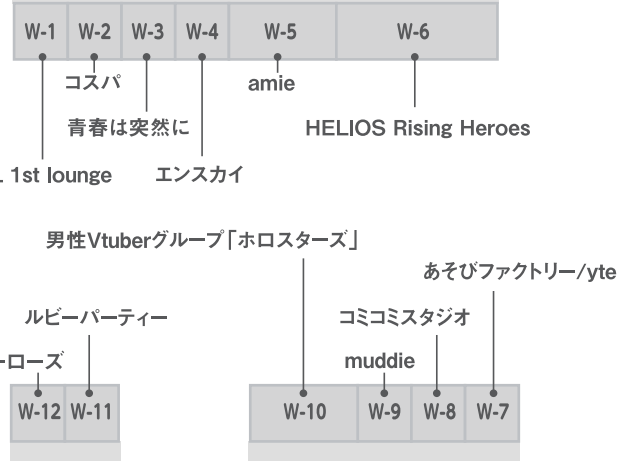 W-1 W-2 W-3 W-4 W-5 W-6
コスパ amie
青春は突然に HELIOS Rising Heroes
1st lounge エンスカイ
男性Vtuberグループ「ホロスターズ」
あそびファクトリー/yte
ルビーパーティー コミコミスタジオ
ーローズ muddie
W-12 W-11 W-10 W-9 W-8 W-7